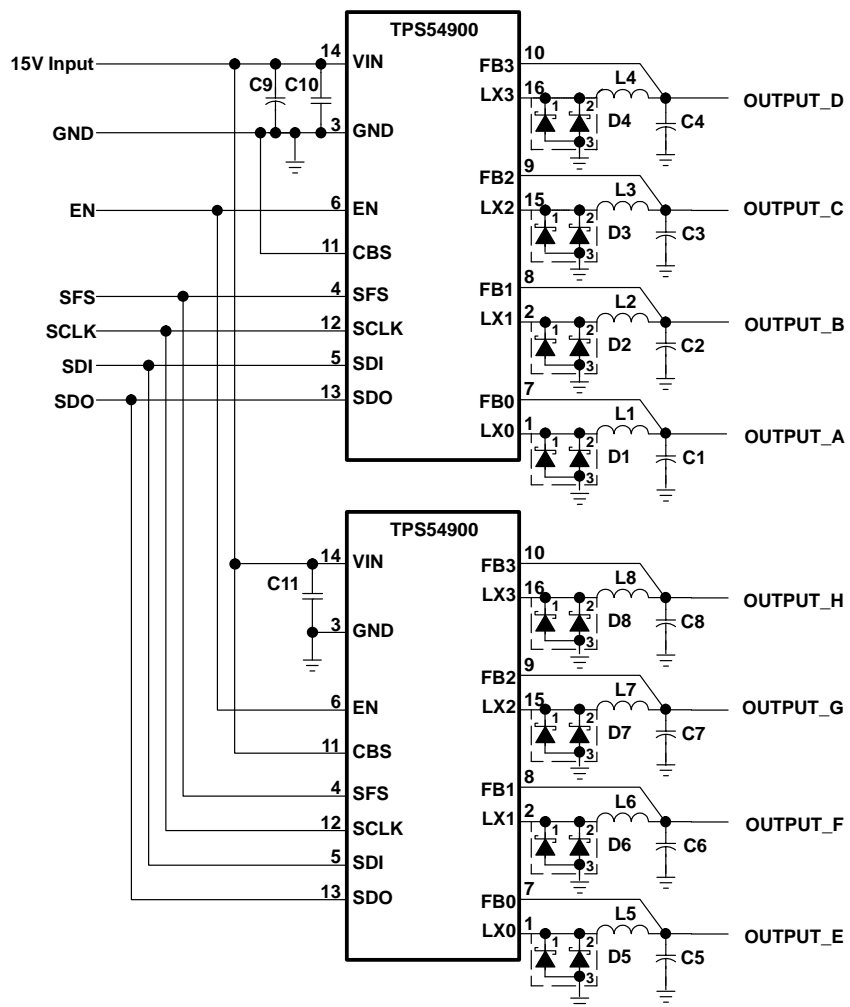 TPS54900
15V Input
14
VIN
C9
C10
GND
3
GND
EN
6
EN
11
CBS
SFS
4
SFS
SCLK
12
SCLK
SDI
5
SDI
SDO
13
SDO
10
FB3
16
LX3
1
2
3
L4
D4
C4
OUTPUT_D
9
FB2
15
LX2
1
2
3
L3
D3
C3
OUTPUT_C
8
FB1
2
LX1
1
2
3
L2
D2
C2
OUTPUT_B
7
FB0
1
LX0
1
2
3
L1
D1
C1
OUTPUT_A
TPS54900
14
VIN
C11
3
GND
6
EN
11
CBS
4
SFS
12
SCLK
5
SDI
13
SDO
10
FB3
16
LX3
1
2
3
L8
D8
C8
OUTPUT_H
9
FB2
15
LX2
1
2
3
L7
D7
C7
OUTPUT_G
8
FB1
2
LX1
1
2
3
L6
D6
C6
OUTPUT_F
7
FB0
1
LX0
1
2
3
L5
D5
C5
OUTPUT_E